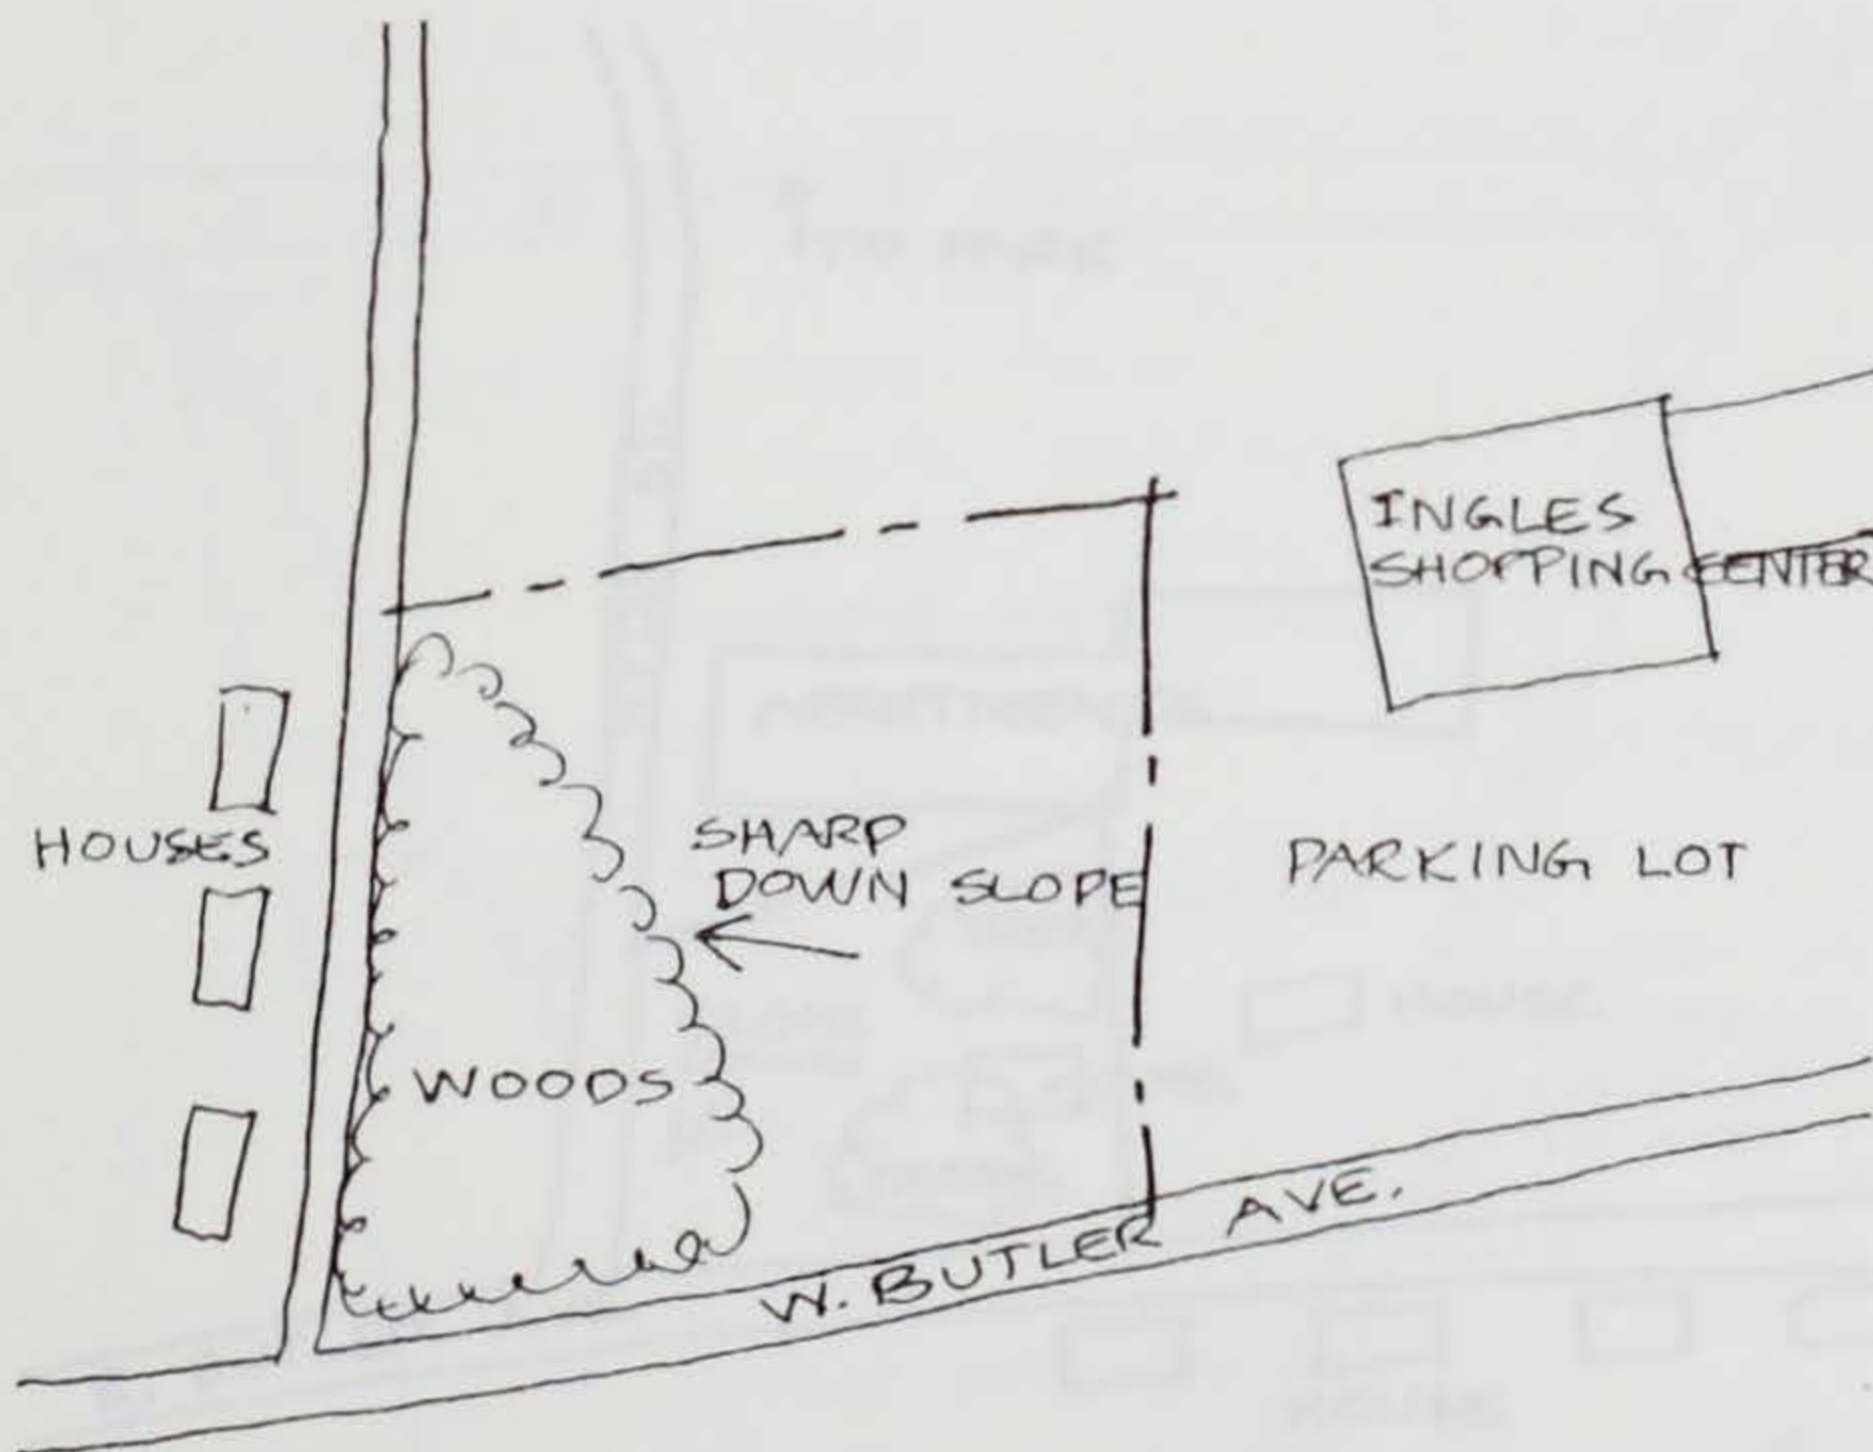 INGLES
SHOPPING CENTER
SHARP
DOWN SLOPE
HOUSES
PARKING LOT
WOODS
W. BUTLER AVE.